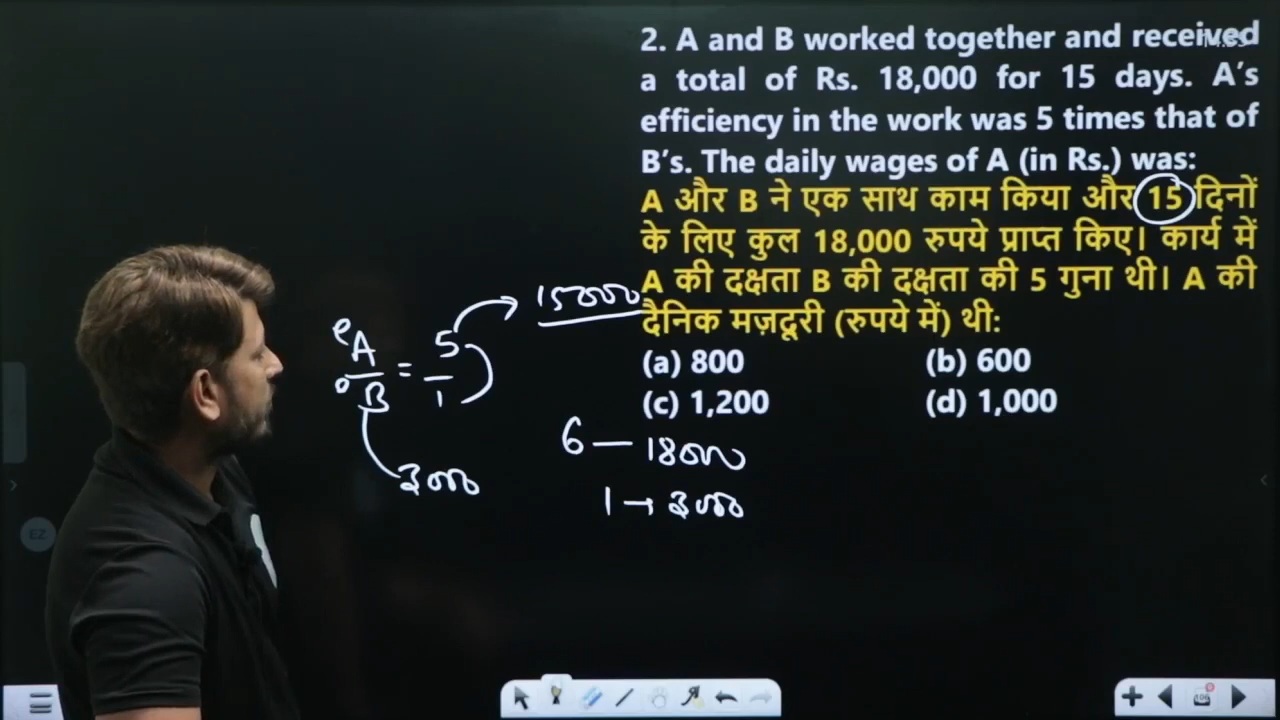 2. A and B worked together and received
a total of Rs. 18,000 for 15 days. A's
efficiency in the work was 5 times that of
B's. The daily wages of A (in Rs.) was:
A और B ने एक साथ काम किया और 15 दिनों
के लिए कुल 18,000 रुपये प्राप्त किए। कार्य में
A की दक्षता B की दक्षता की 5 गुना थी। A की
दैनिक मज़दूरी (रुपये में) थी:
(a) 800 (b) 600
(c) 1,200 (d) 1,000
15000
e A/B = 5/1
3000
6 — 18000
1 → 3000
EZ
106